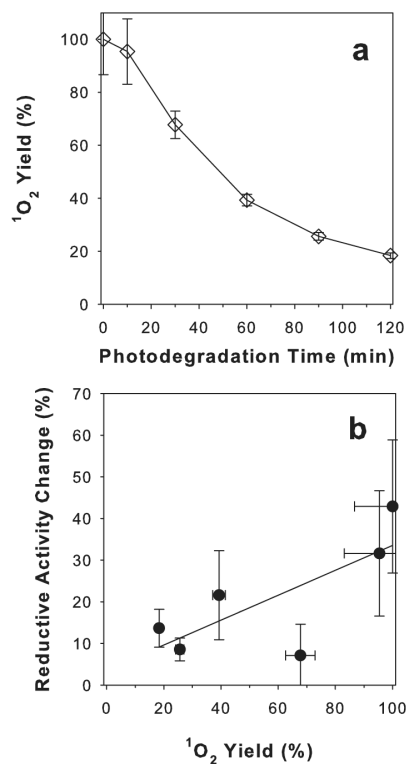 a
100
80
60
40
20
0
¹O₂ Yield (%)
0 20 40 60 80 100 120
Photodegradation Time (min)
b
70
60
50
40
30
20
10
0
Reductive Activity Change (%)
0 20 40 60 80 100
¹O₂ Yield (%)